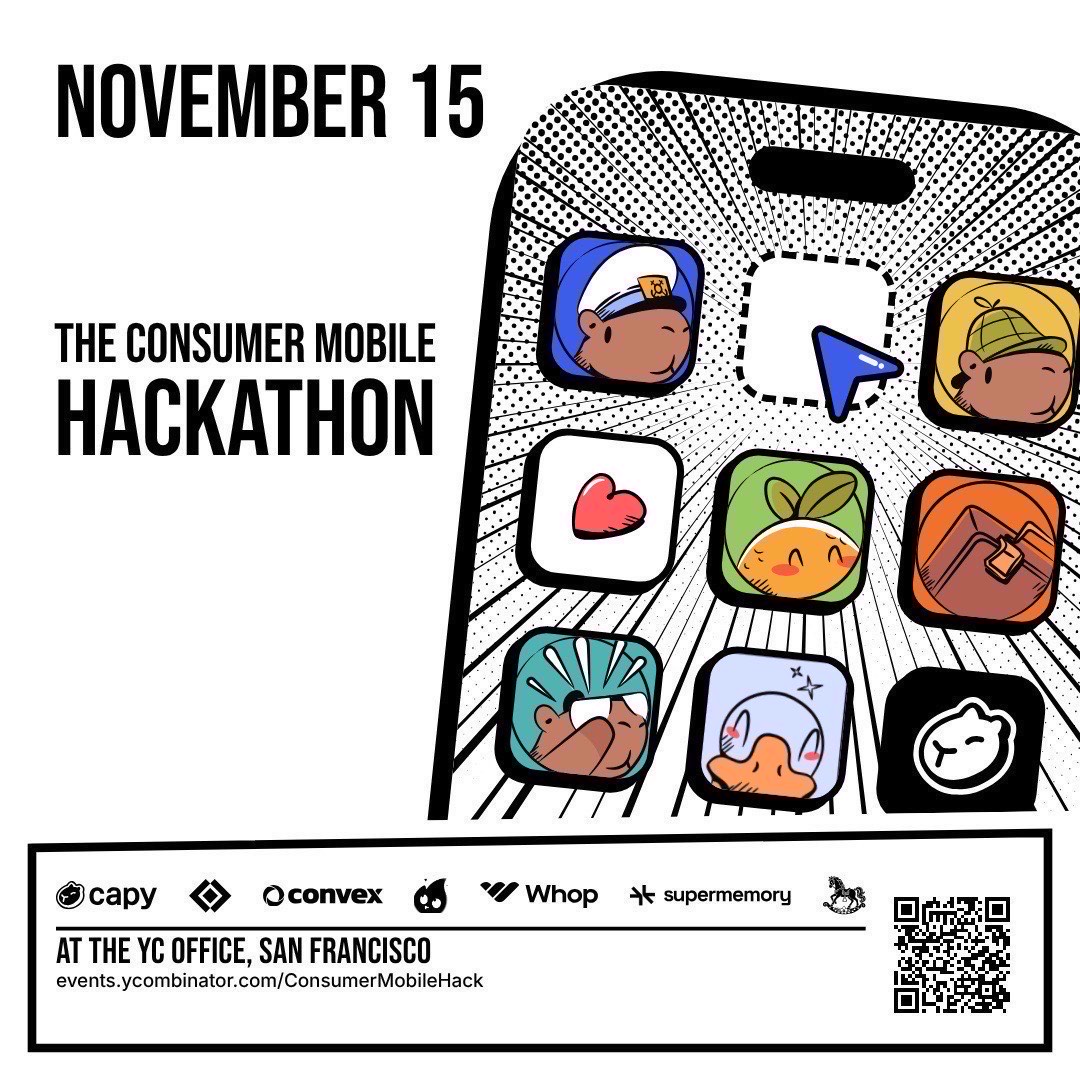 NOVEMBER 15
THE CONSUMER MOBILE
HACKATHON
capy
convex
Whop
supermemory
AT THE YC OFFICE, SAN FRANCISCO
events.ycombinator.com/ConsumerMobileHack